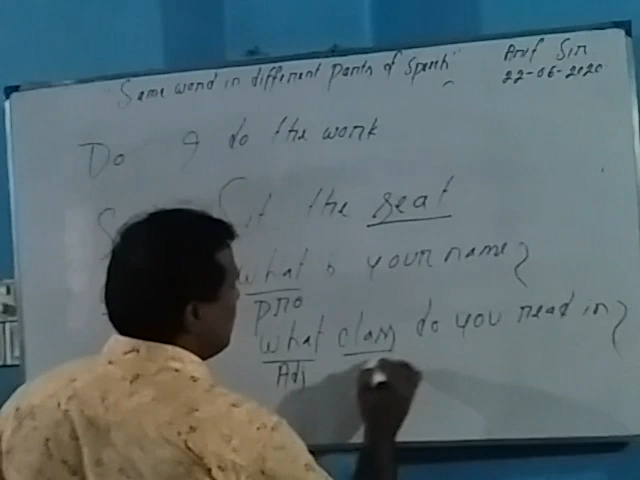 "Same word in different parts of speech"
Arif Sir
22-06-2020
Do I do the work
Sit the seat
what is your name?
pro
what class do you read in?
Adj